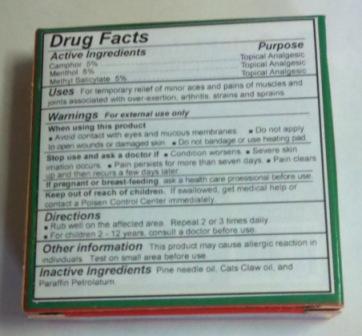 Drug Facts
Active Ingredients Purpose
Camphor 5% Topical Analgesic
Menthol 5% Topical Analgesic
Methyl Salicylate 5% Topical Analgesic
Uses For temporary relief of minor aces and pains of muscles and
joints associated with over-exertion, arthritis, strains and sprains
Warnings For external use only
When using this product
• Avoid contact with eyes and mucous membranes. • Do not apply
to open wounds or damaged skin. • Do not bandage or use heating pad.
Stop use and ask a doctor if • Condition worsens. • Severe skin
irritation occurs. • Pain persists for more than seven days. • Pain clears
up and then recurs a few days later.
If pregnant or breast-feeding, ask a health care professional before use.
Keep out of reach of children. If swallowed, get medical help or
contact a Poisen Control Center immediately.
Directions
• Rub well on the affected area. Repeat 2 or 3 times daily
• For children 2 - 12 years, consult a doctor before use.
Other information This product may cause allergic reaction in
individuals. Test on small area before use.
Inactive Ingredients Pine needle oil, Cats Claw oil, and
Paraffin Petrolatum.